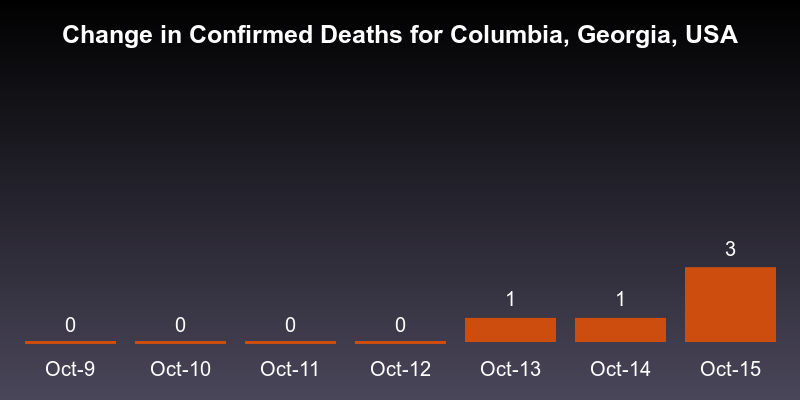 Change in Confirmed Deaths for Columbia, Georgia, USA
3
1 1
0 0 0 0
Oct-9 Oct-10 Oct-11 Oct-12 Oct-13 Oct-14 Oct-15